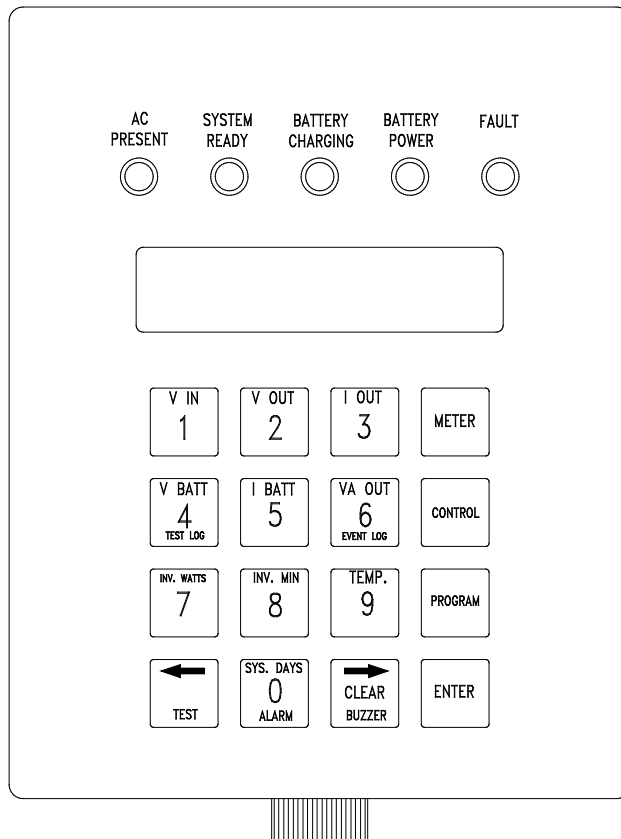 AC
PRESENT
SYSTEM
READY
BATTERY
CHARGING
BATTERY
POWER
FAULT
V IN
1
V OUT
2
I OUT
3
METER
V BATT
4
TEST LOG
I BATT
5
VA OUT
6
EVENT LOG
CONTROL
INV. WATTS
7
INV. MIN
8
TEMP.
9
PROGRAM
TEST
SYS. DAYS
0
ALARM
CLEAR
BUZZER
ENTER